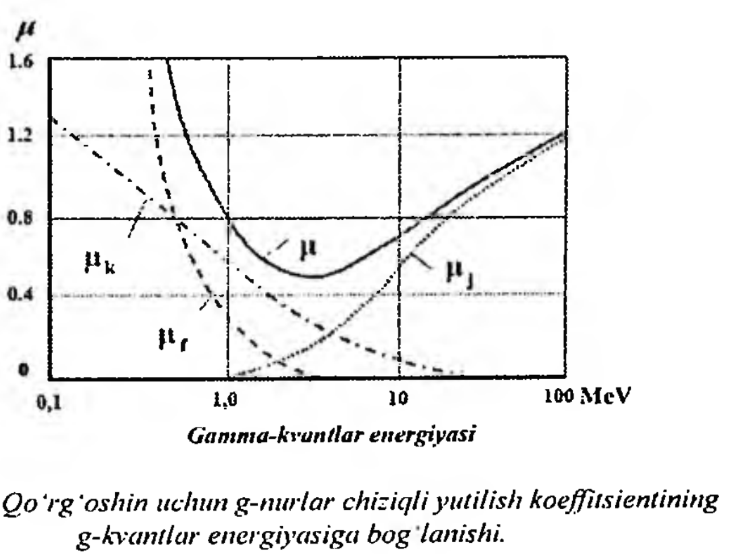 μ
1.6
1.2
0.8
0.4
0
μk
μf
μ
μj
0,1
1,0
10
100 MeV
Gamma-kvantlar energiyasi
Qo‘rg‘oshin uchun g-nurlar chiziqli yutilish koeffitsientining
g-kvantlar energiyasiga bog‘lanishi.